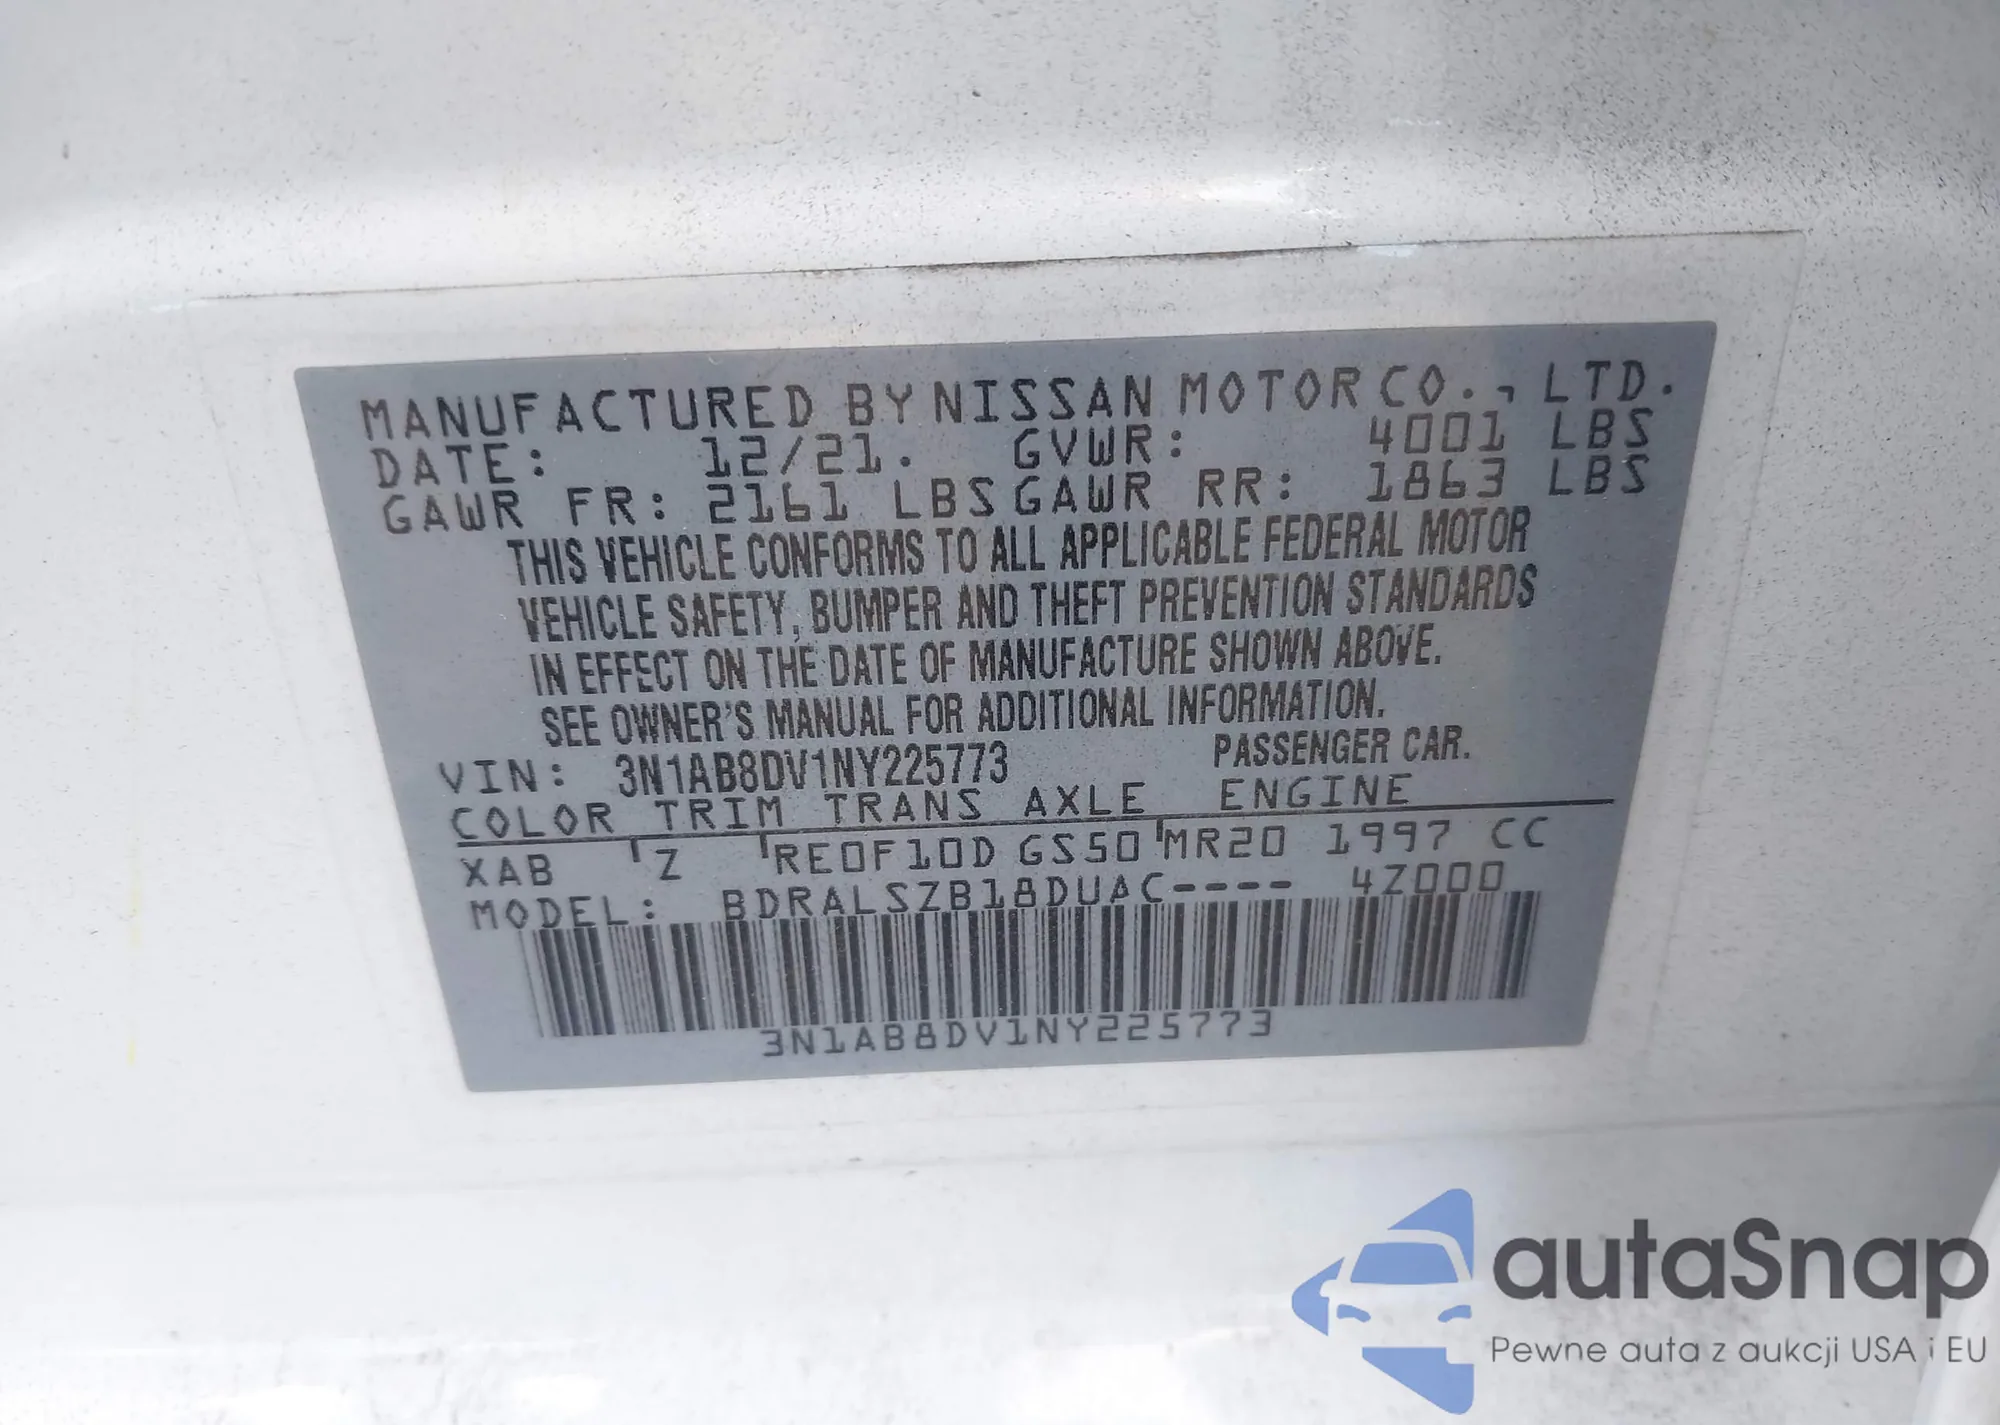 MANUFACTURED BY NISSAN MOTOR CO., LTD.
DATE: 12/21. GVWR: 4001 LBS
GAWR FR: 2161 LBS GAWR RR: 1863 LBS
THIS VEHICLE CONFORMS TO ALL APPLICABLE FEDERAL MOTOR
VEHICLE SAFETY, BUMPER AND THEFT PREVENTION STANDARDS
IN EFFECT ON THE DATE OF MANUFACTURE SHOWN ABOVE.
SEE OWNER'S MANUAL FOR ADDITIONAL INFORMATION.
VIN: 3N1AB8DV1NY225773 PASSENGER CAR.
COLOR TRIM TRANS AXLE ENGINE
XAB Z RE0F10D GS50 MR20 1997 CC
MODEL: BDRALSZB18DUAC---- 4Z000
3N1AB8DV1NY225773
autaSnap
Pewne auta z aukcji USA i EU